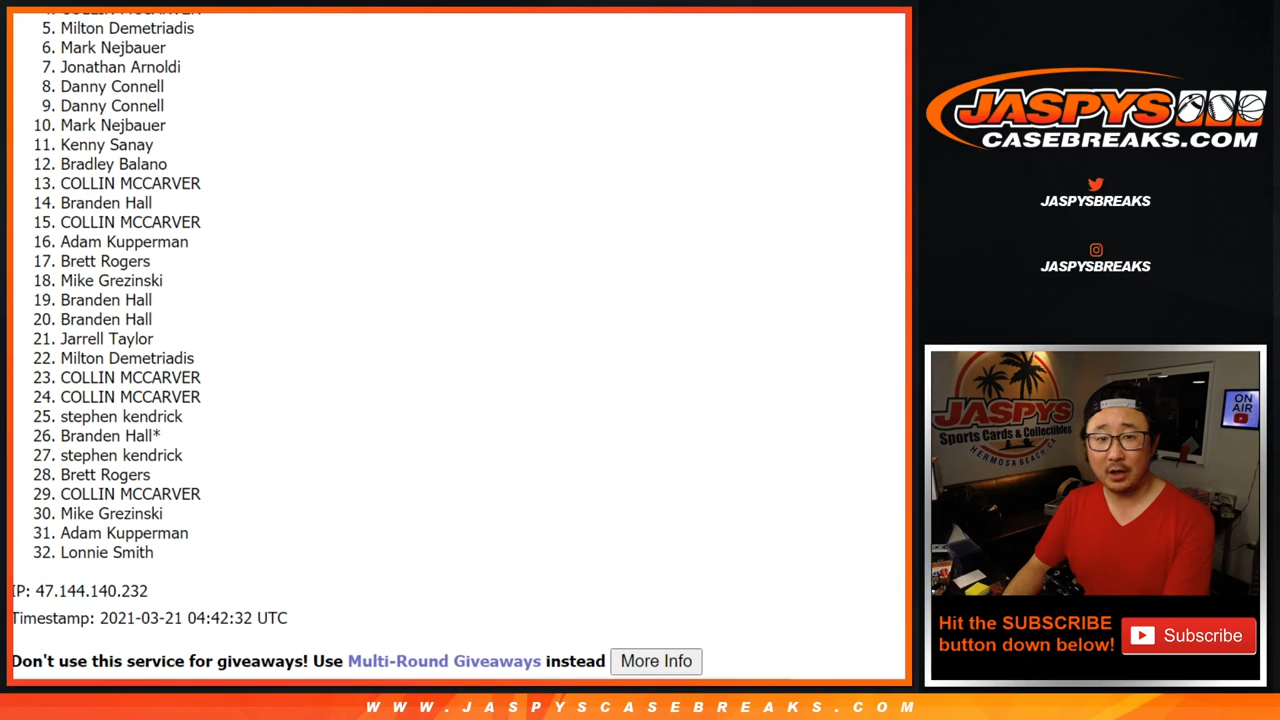 4. COLLIN MCCARVER
5. Milton Demetriadis
6. Mark Nejbauer
7. Jonathan Arnoldi
8. Danny Connell
9. Danny Connell
10. Mark Nejbauer
11. Kenny Sanay
12. Bradley Balano
13. COLLIN MCCARVER
14. Branden Hall
15. COLLIN MCCARVER
16. Adam Kupperman
17. Brett Rogers
18. Mike Grezinski
19. Branden Hall
20. Branden Hall
21. Jarrell Taylor
22. Milton Demetriadis
23. COLLIN MCCARVER
24. COLLIN MCCARVER
25. stephen kendrick
26. Branden Hall*
27. stephen kendrick
28. Brett Rogers
29. COLLIN MCCARVER
30. Mike Grezinski
31. Adam Kupperman
32. Lonnie Smith
IP: 47.144.140.232
Timestamp: 2021-03-21 04:42:32 UTC
Don't use this service for giveaways! Use Multi-Round Giveaways instead More Info
JASPYS
CASEBREAKS.COM
JASPYSBREAKS
JASPYSBREAKS
JASPYS
Sports Cards & Collectibles
HERMOSA BEACH, CA
ON
AIR
Hit the SUBSCRIBE
button down below!
Subscribe
WWW.JASPYSCASEBREAKS.COM